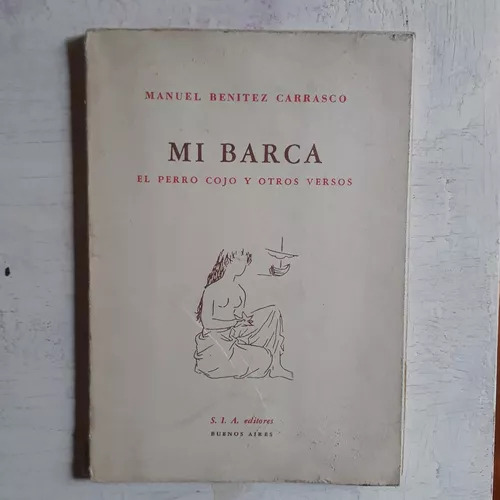 MANUEL BENITEZ CARRASCO
MI BARCA
EL PERRO COJO Y OTROS VERSOS
S. I. A. editores
BUENOS AIRES